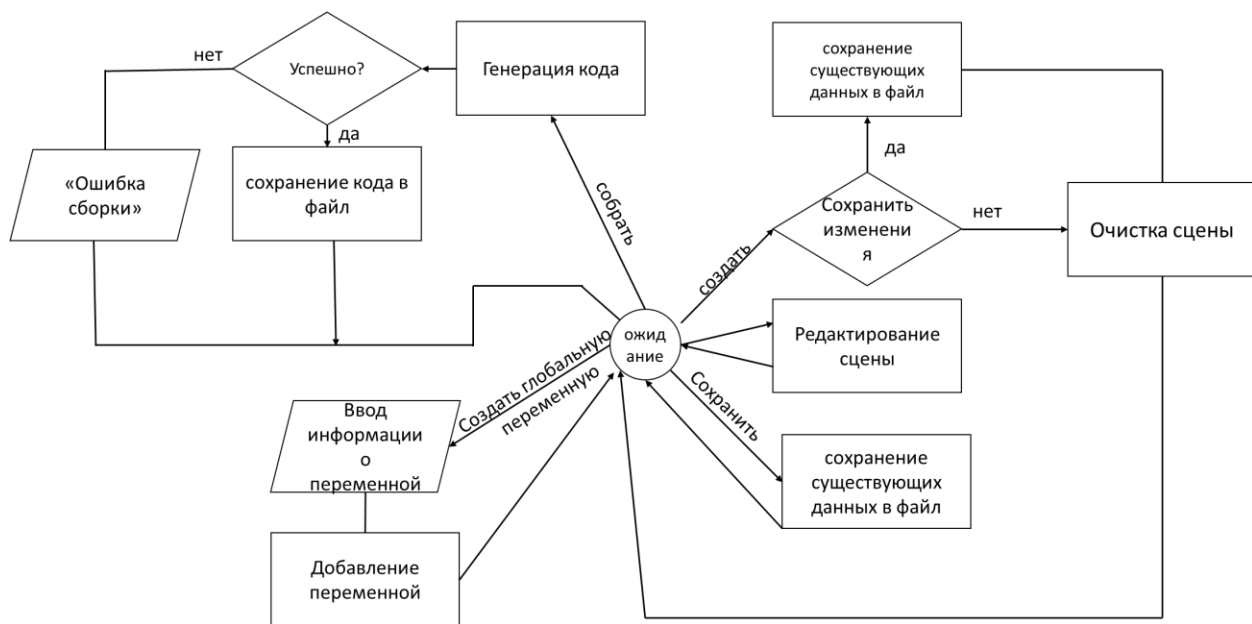 нет
Успешно?
Генерация кода
да
«Ошибка
сборки»
сохранение кода в
файл
собрать
сохранение
существующих
данных в файл
да
Сохранить
изменени
я
нет
Очистка сцены
создать
ожид
ание
Редактирование
сцены
Создать глобальную
переменную
Сохранить
Ввод
информации
о
переменной
сохранение
существующих
данных в файл
Добавление
переменной